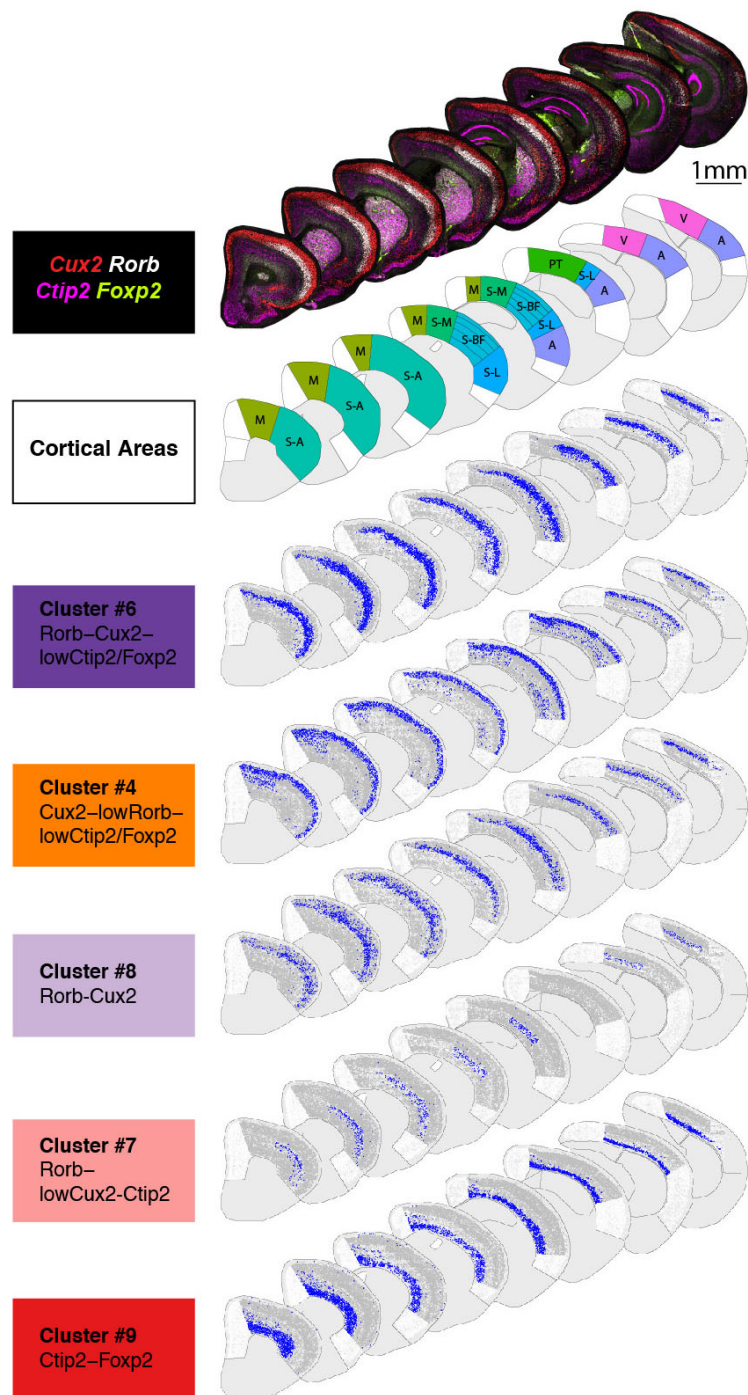 1mm
Cux2 Rorb
Ctip2 Foxp2
V
A
V
A
PT
S-L
A
M
S-M
S-BF
S-L
A
M
S-M
S-BF
S-L
M
S-A
M
S-A
M
S-A
Cortical Areas
Cluster #6
Rorb–Cux2–
lowCtip2/Foxp2
Cluster #4
Cux2–lowRorb–
lowCtip2/Foxp2
Cluster #8
Rorb-Cux2
Cluster #7
Rorb–
lowCux2-Ctip2
Cluster #9
Ctip2–Foxp2